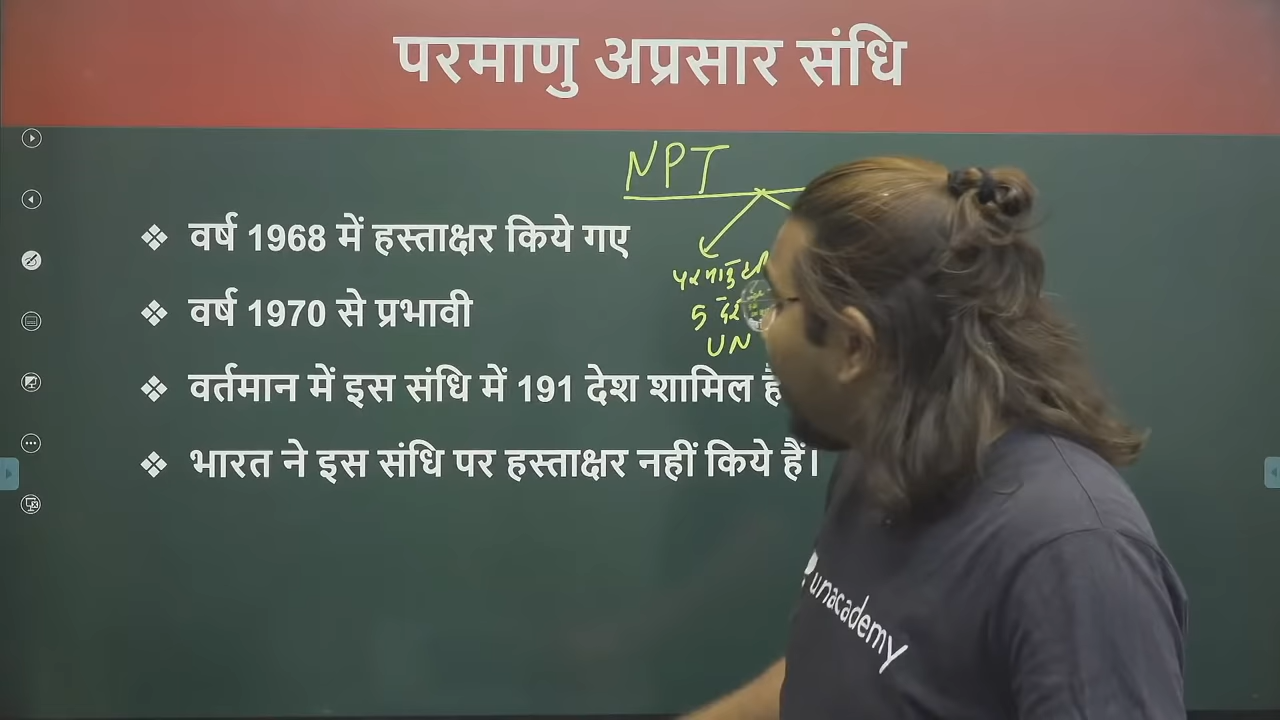 परमाणु अप्रसार संधि
NPT
❖ वर्ष 1968 में हस्ताक्षर किये गए
❖ वर्ष 1970 से प्रभावी
5
UN
❖ वर्तमान में इस संधि में 191 देश शामिल
❖ भारत ने इस संधि पर हस्ताक्षर नहीं किये हैं।
unacademy